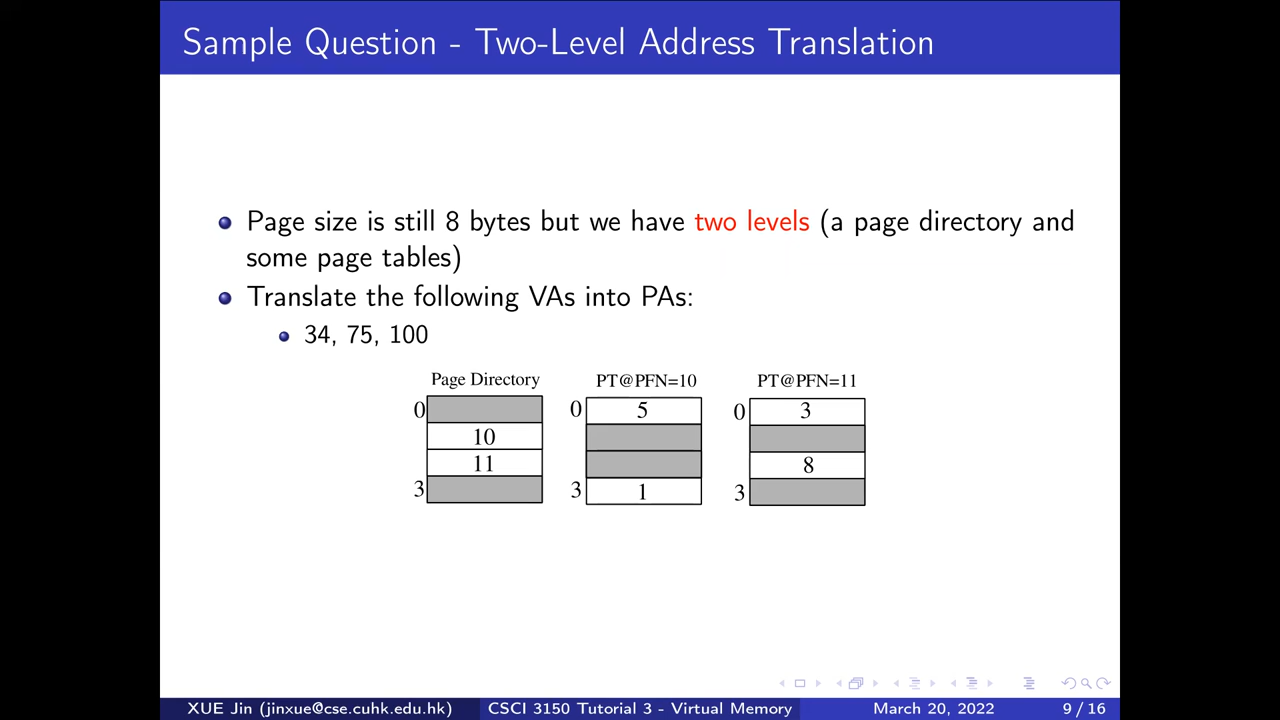 Sample Question - Two-Level Address Translation
Page size is still 8 bytes but we have two levels (a page directory and
some page tables)
Translate the following VAs into PAs:
34, 75, 100
Page Directory
0
10
11
3
PT@PFN=10
0
5
3
1
PT@PFN=11
0
3
8
3
XUE Jin (jinxue@cse.cuhk.edu.hk)
CSCI 3150 Tutorial 3 - Virtual Memory
March 20, 2022
9 / 16